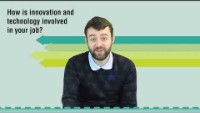 How is innovation and
technology involved
in your job?